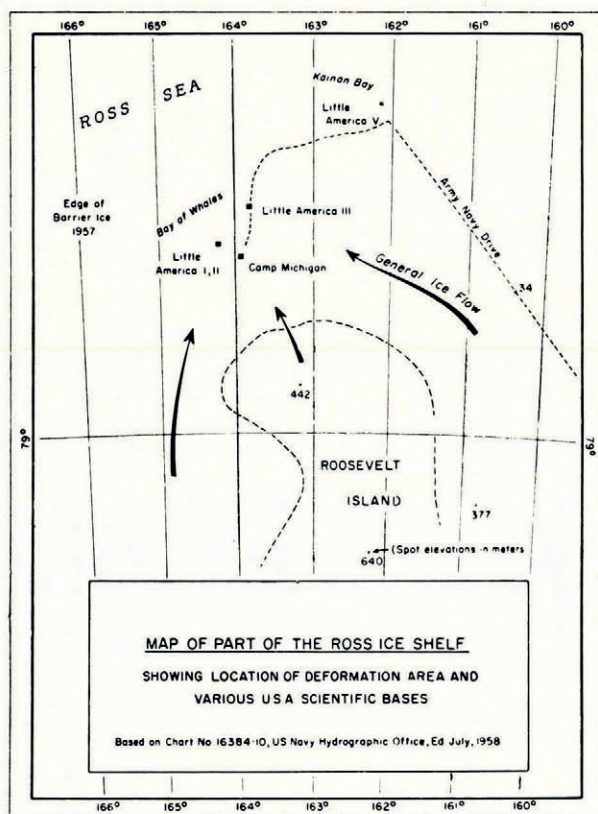 166° 165° 164° 163° 162° 161° 160°
ROSS SEA
Kainan Bay
Little
America V
Edge of
Barrier Ice
1957
Bay of Whales
Little America III
Army Navy Drive
Little
America I, II
Camp Michigan
General Ice Flow
34
442
79°
79°
ROOSEVELT
ISLAND
377
640
(Spot elevations in meters
MAP OF PART OF THE ROSS ICE SHELF
SHOWING LOCATION OF DEFORMATION AREA AND
VARIOUS USA SCIENTIFIC BASES
Based on Chart No 16384-10, US Navy Hydrographic Office, Ed July, 1958
166° 165° 164° 163° 162° 161° 160°